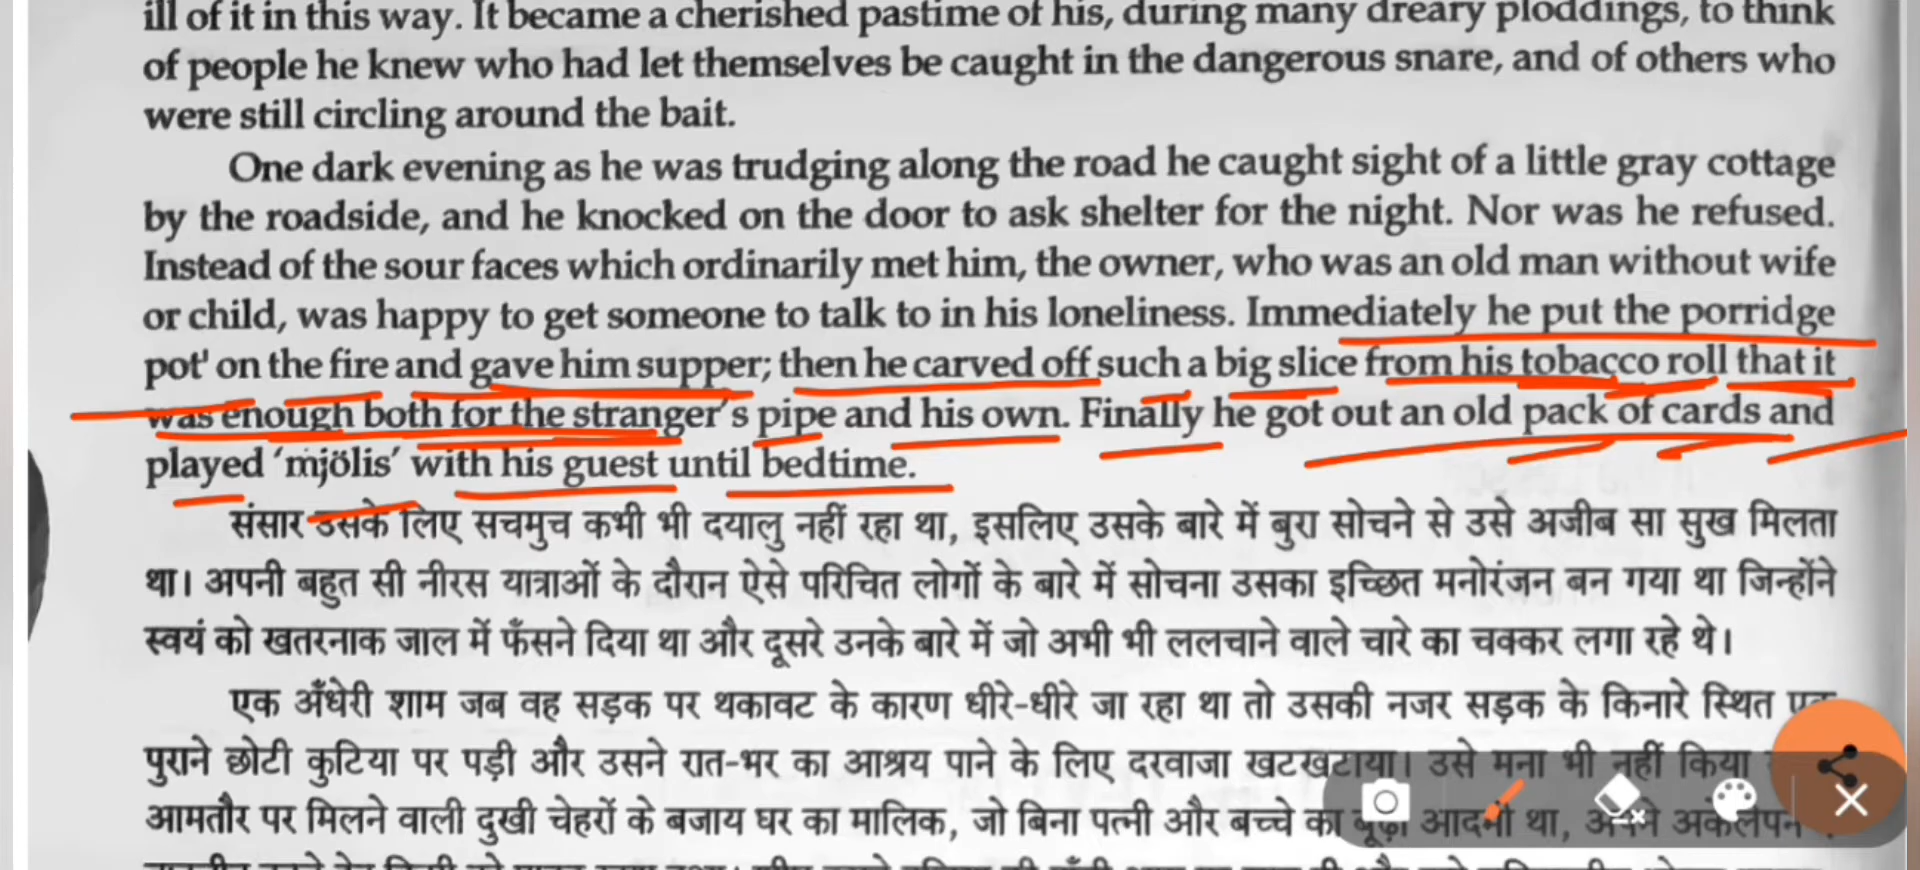 ill of it in this way. It became a cherished pastime of his, during many dreary ploddings, to think
of people he knew who had let themselves be caught in the dangerous snare, and of others who
were still circling around the bait.
One dark evening as he was trudging along the road he caught sight of a little gray cottage
by the roadside, and he knocked on the door to ask shelter for the night. Nor was he refused.
Instead of the sour faces which ordinarily met him, the owner, who was an old man without wife
or child, was happy to get someone to talk to in his loneliness. Immediately he put the porridge
pot¹ on the fire and gave him supper; then he carved off such a big slice from his tobacco roll that it
was enough both for the stranger's pipe and his own. Finally he got out an old pack of cards and
played 'mjölis' with his guest until bedtime.
संसार उसके लिए सचमुच कभी भी दयालु नहीं रहा था, इसलिए उसके बारे में बुरा सोचने से उसे अजीब सा सुख मिलता
था। अपनी बहुत सी नीरस यात्राओं के दौरान ऐसे परिचित लोगों के बारे में सोचना उसका इच्छित मनोरंजन बन गया था जिन्होंने
स्वयं को खतरनाक जाल में फँसने दिया था और दूसरे उनके बारे में जो अभी भी ललचाने वाले चारे का चक्कर लगा रहे थे।
एक अँधेरी शाम जब वह सड़क पर थकावट के कारण धीरे-धीरे जा रहा था तो उसकी नजर सड़क के किनारे स्थित
पुराने छोटी कुटिया पर पड़ी और उसने रात-भर का आश्रय पाने के लिए दरवाजा खटखटाया। उसे मना भी नहीं किया
आमतौर पर मिलने वाली दुखी चेहरों के बजाय घर का मालिक, जो बिना पत्नी और बच्चे का बूढ़ा आदमी था, अपने अकेलेपन